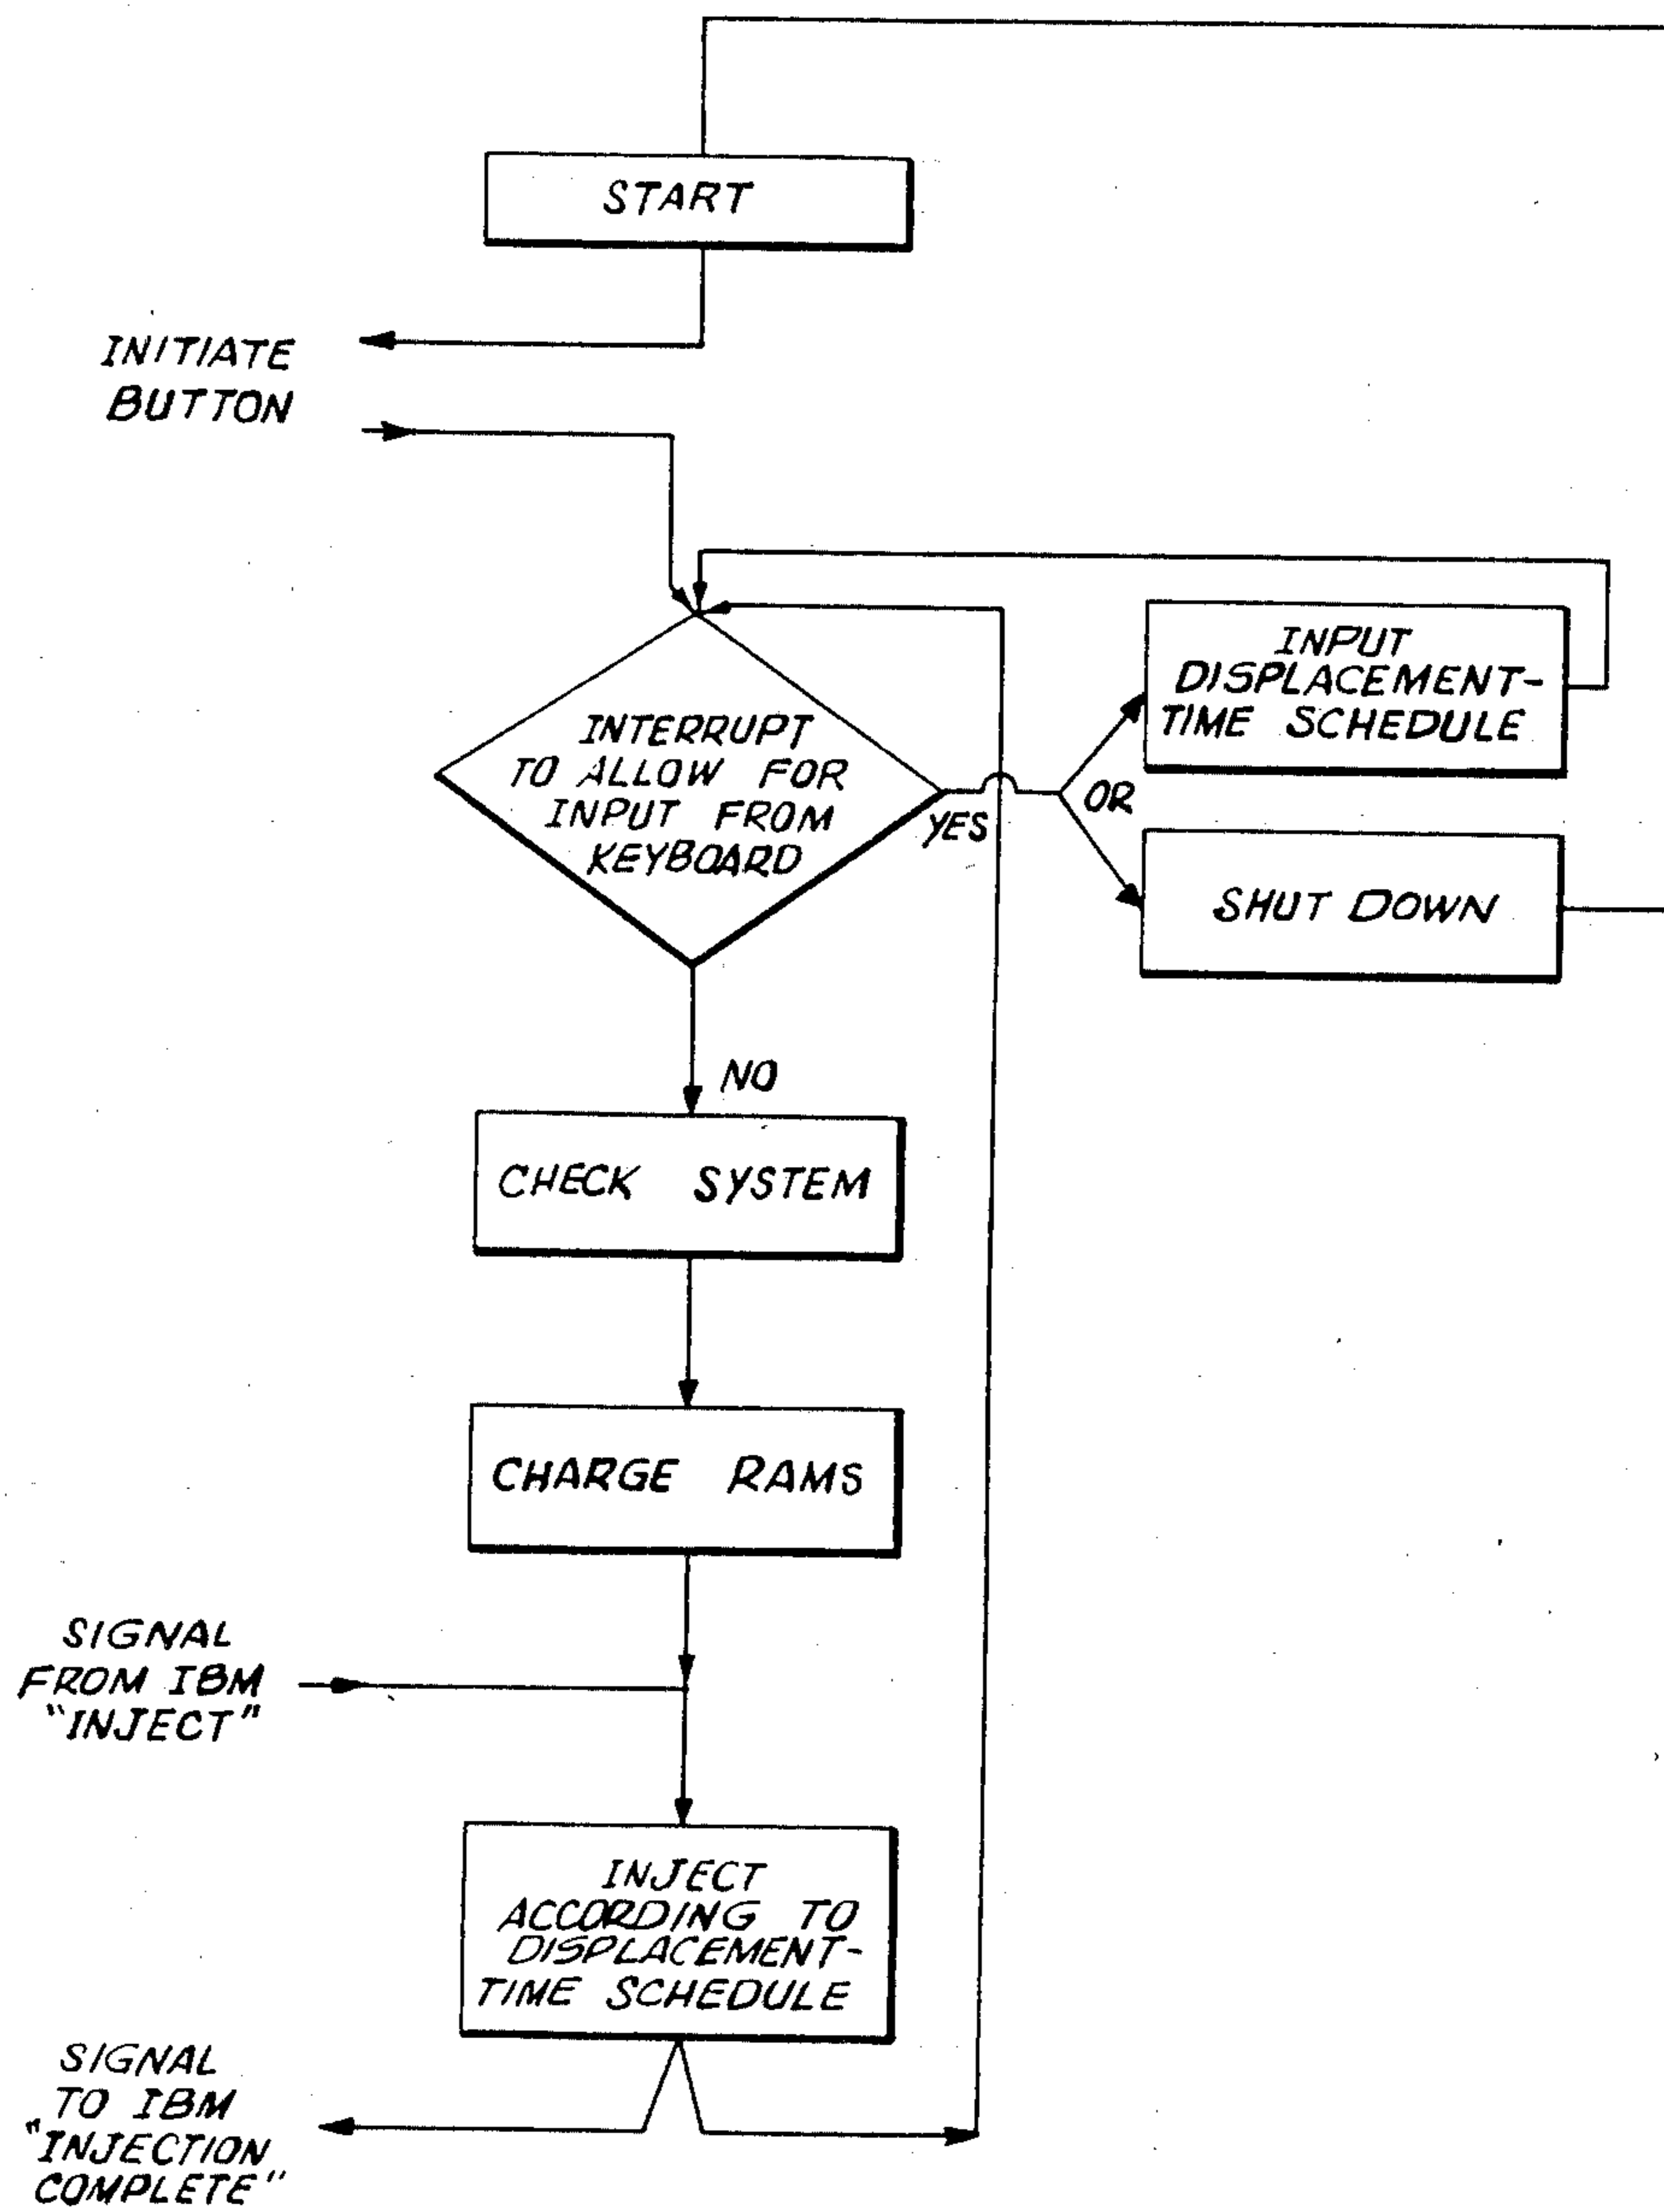 START
INITIATE
BUTTON
INTERRUPT
TO ALLOW FOR
INPUT FROM
KEYBOARD
YES
OR
INPUT
DISPLACEMENT-
TIME SCHEDULE
SHUT DOWN
NO
CHECK SYSTEM
CHARGE RAMS
SIGNAL
FROM IBM
"INJECT"
INJECT
ACCORDING TO
DISPLACEMENT-
TIME SCHEDULE
SIGNAL
TO IBM
"INJECTION
COMPLETE"